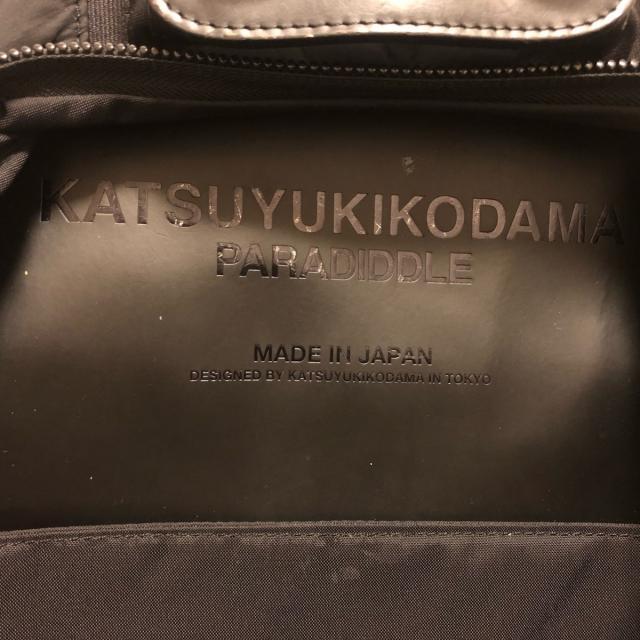 KATSUYUKIKODAMA
PARADIDDLE
MADE IN JAPAN
DESIGNED BY KATSUYUKIKODAMA IN TOKYO